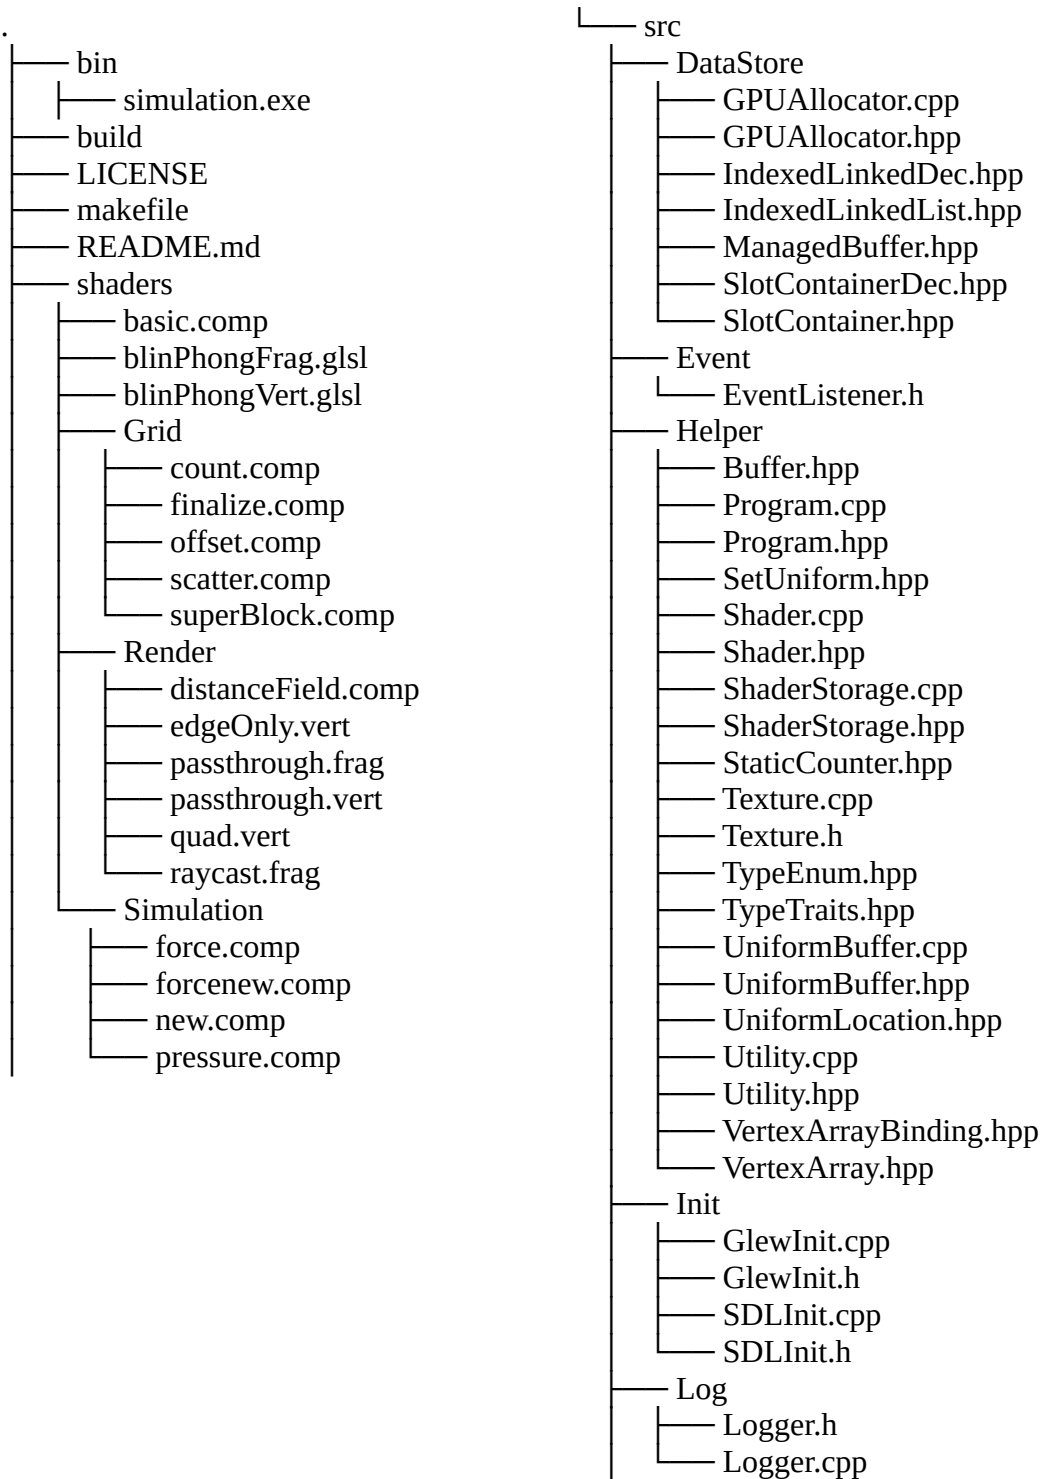 .
bin
simulation.exe
build
LICENSE
makefile
README.md
shaders
basic.comp
blinPhongFrag.glsl
blinPhongVert.glsl
Grid
count.comp
finalize.comp
offset.comp
scatter.comp
superBlock.comp
Render
distanceField.comp
edgeOnly.vert
passthrough.frag
passthrough.vert
quad.vert
raycast.frag
Simulation
force.comp
forcenew.comp
new.comp
pressure.comp
src
DataStore
GPUAllocator.cpp
GPUAllocator.hpp
IndexedLinkedDec.hpp
IndexedLinkedList.hpp
ManagedBuffer.hpp
SlotContainerDec.hpp
SlotContainer.hpp
Event
EventListener.h
Helper
Buffer.hpp
Program.cpp
Program.hpp
SetUniform.hpp
Shader.cpp
Shader.hpp
ShaderStorage.cpp
ShaderStorage.hpp
StaticCounter.hpp
Texture.cpp
Texture.h
TypeEnum.hpp
TypeTraits.hpp
UniformBuffer.cpp
UniformBuffer.hpp
UniformLocation.hpp
Utility.cpp
Utility.hpp
VertexArrayBinding.hpp
VertexArray.hpp
Init
GlewInit.cpp
GlewInit.h
SDLInit.cpp
SDLInit.h
Log
Logger.h
Logger.cpp